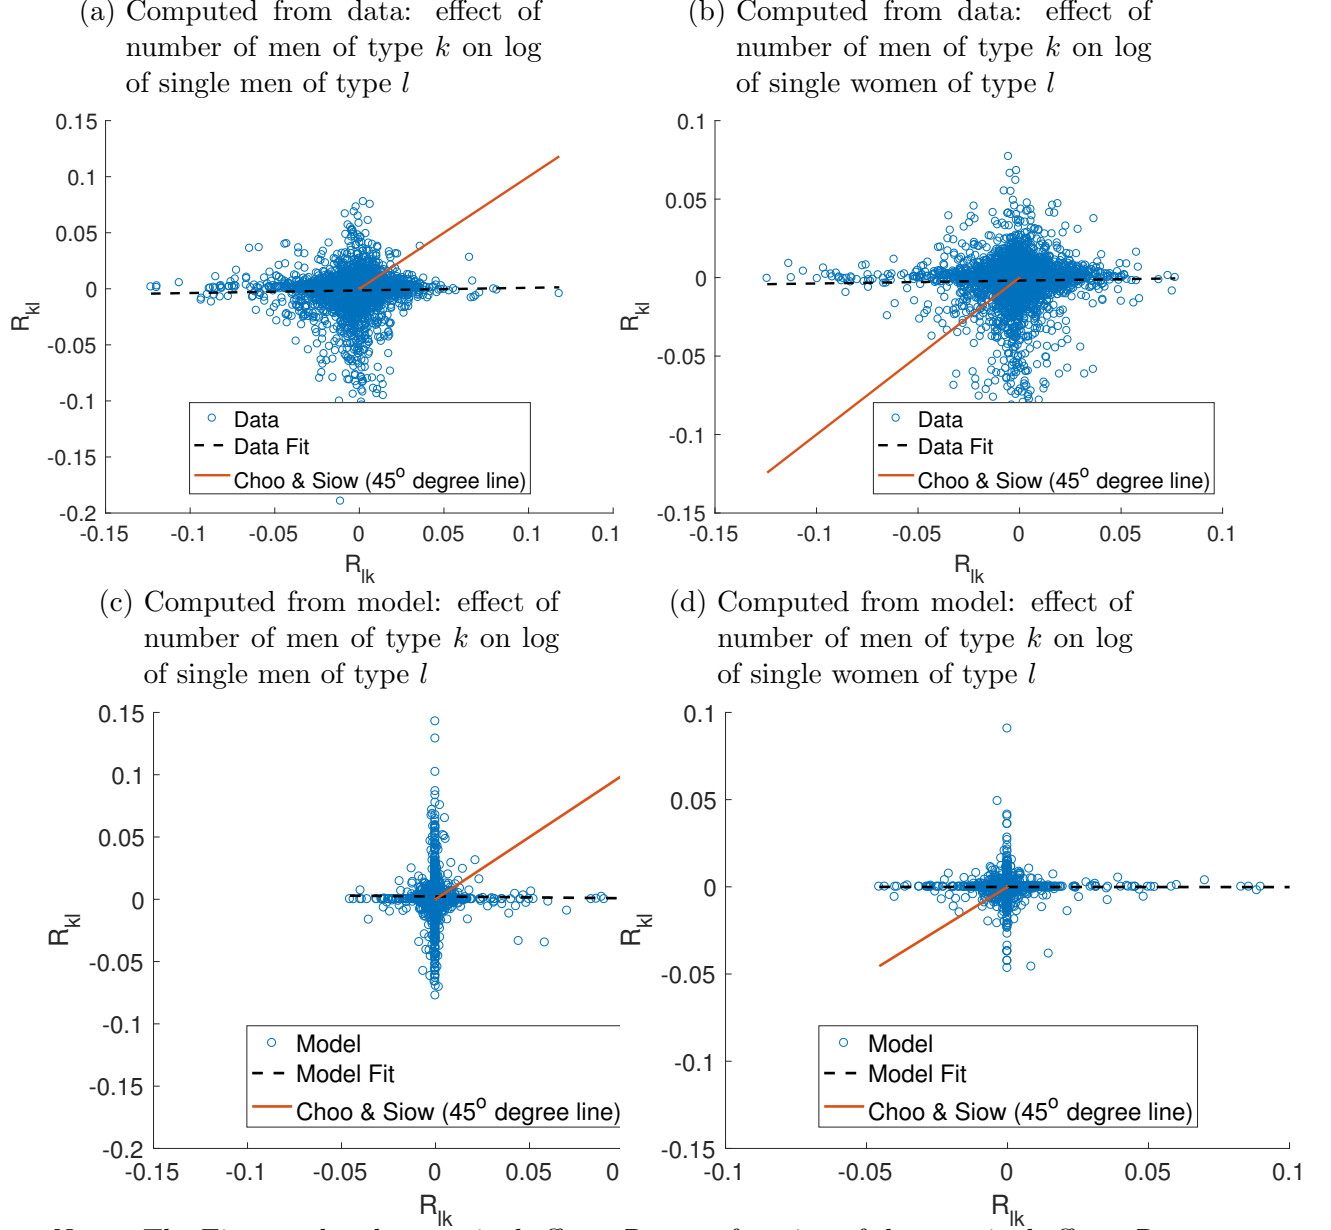 (a) Computed from data: effect of
number of men of type k on log
of single men of type l
0.15
0.1
0.05
0
-0.05
-0.1
-0.15
-0.2
R_kl
Data
Data Fit
Choo & Siow (45° degree line)
-0.15
-0.1
-0.05
0
0.05
0.1
R_lk
(b) Computed from data: effect of
number of men of type k on log
of single women of type l
0.1
0.05
0
-0.05
-0.1
-0.15
R_kl
Data
Data Fit
Choo & Siow (45° degree line)
-0.15
-0.1
-0.05
0
0.05
0.1
R_lk
(c) Computed from model: effect of
number of men of type k on log
of single men of type l
0.15
0.1
0.05
0
-0.05
-0.1
-0.15
-0.2
R_kl
Model
Model Fit
Choo & Siow (45° degree line)
-0.15
-0.1
-0.05
0
0.05
0
R_lk
(d) Computed from model: effect of
number of men of type k on log
of single women of type l
0.1
0.05
0
-0.05
-0.1
-0.15
R_kl
Model
Model Fit
Choo & Siow (45° degree line)
-0.1
-0.05
0
0.05
0.1
R_lk